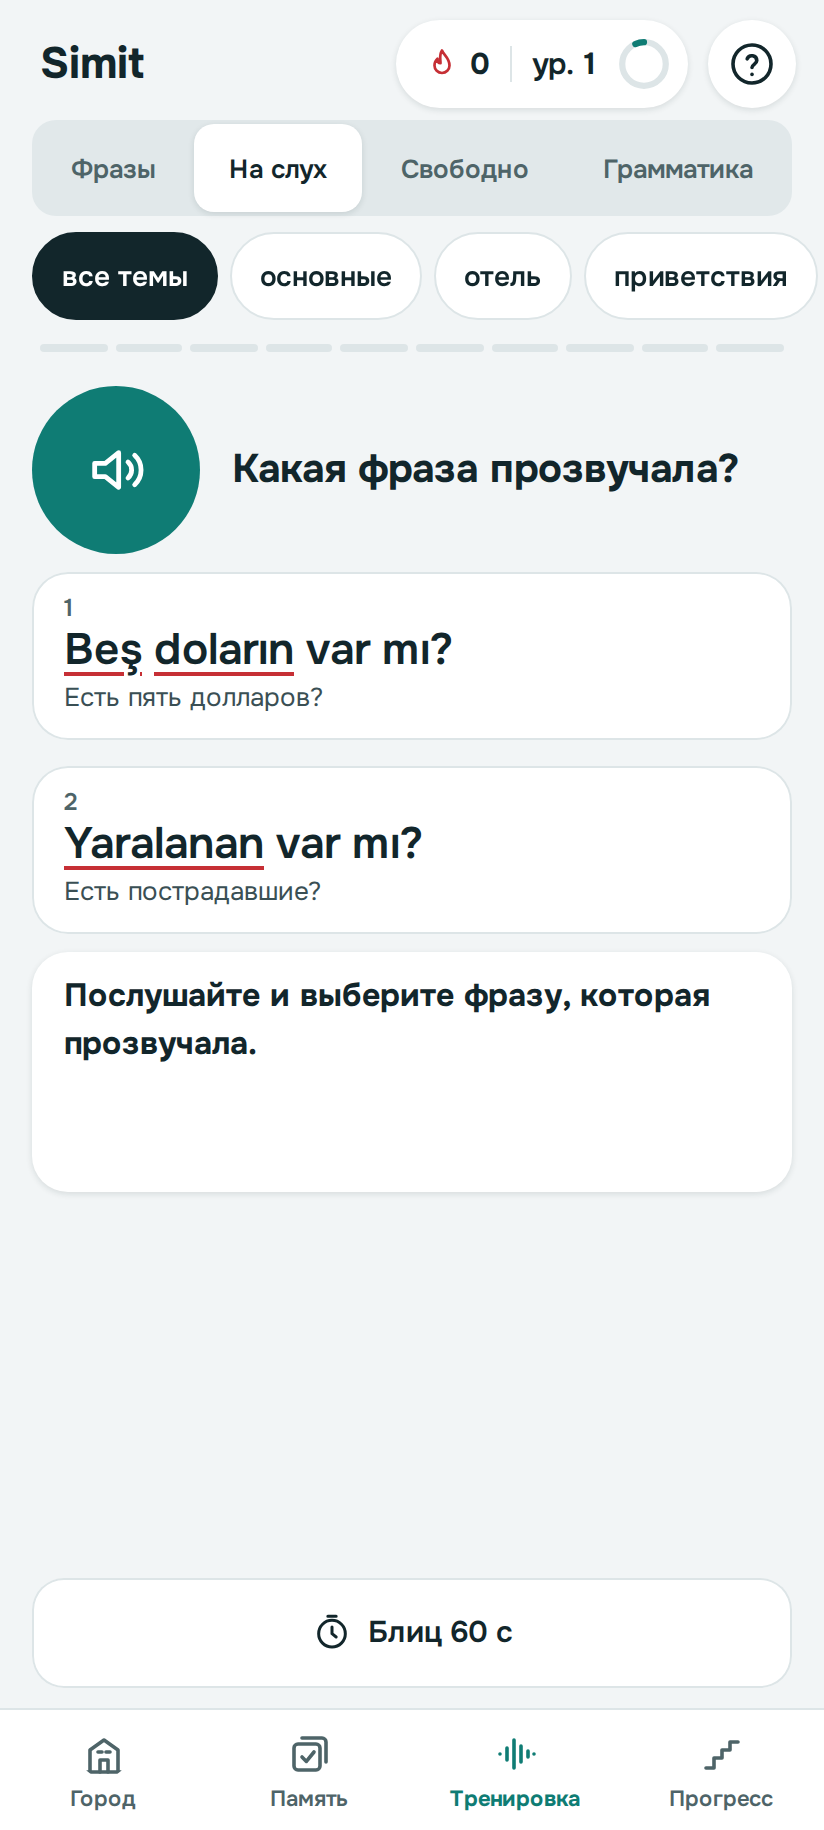 Simit
0
ур. 1
Фразы
На слух
Свободно
Грамматика
все темы
основные
отель
приветствия
Какая фраза прозвучала?
1
Beş doların var mı?
Есть пять долларов?
2
Yaralanan var mı?
Есть пострадавшие?
Послушайте и выберите фразу, которая
прозвучала.
Блиц 60 с
Город
Память
Тренировка
Прогресс